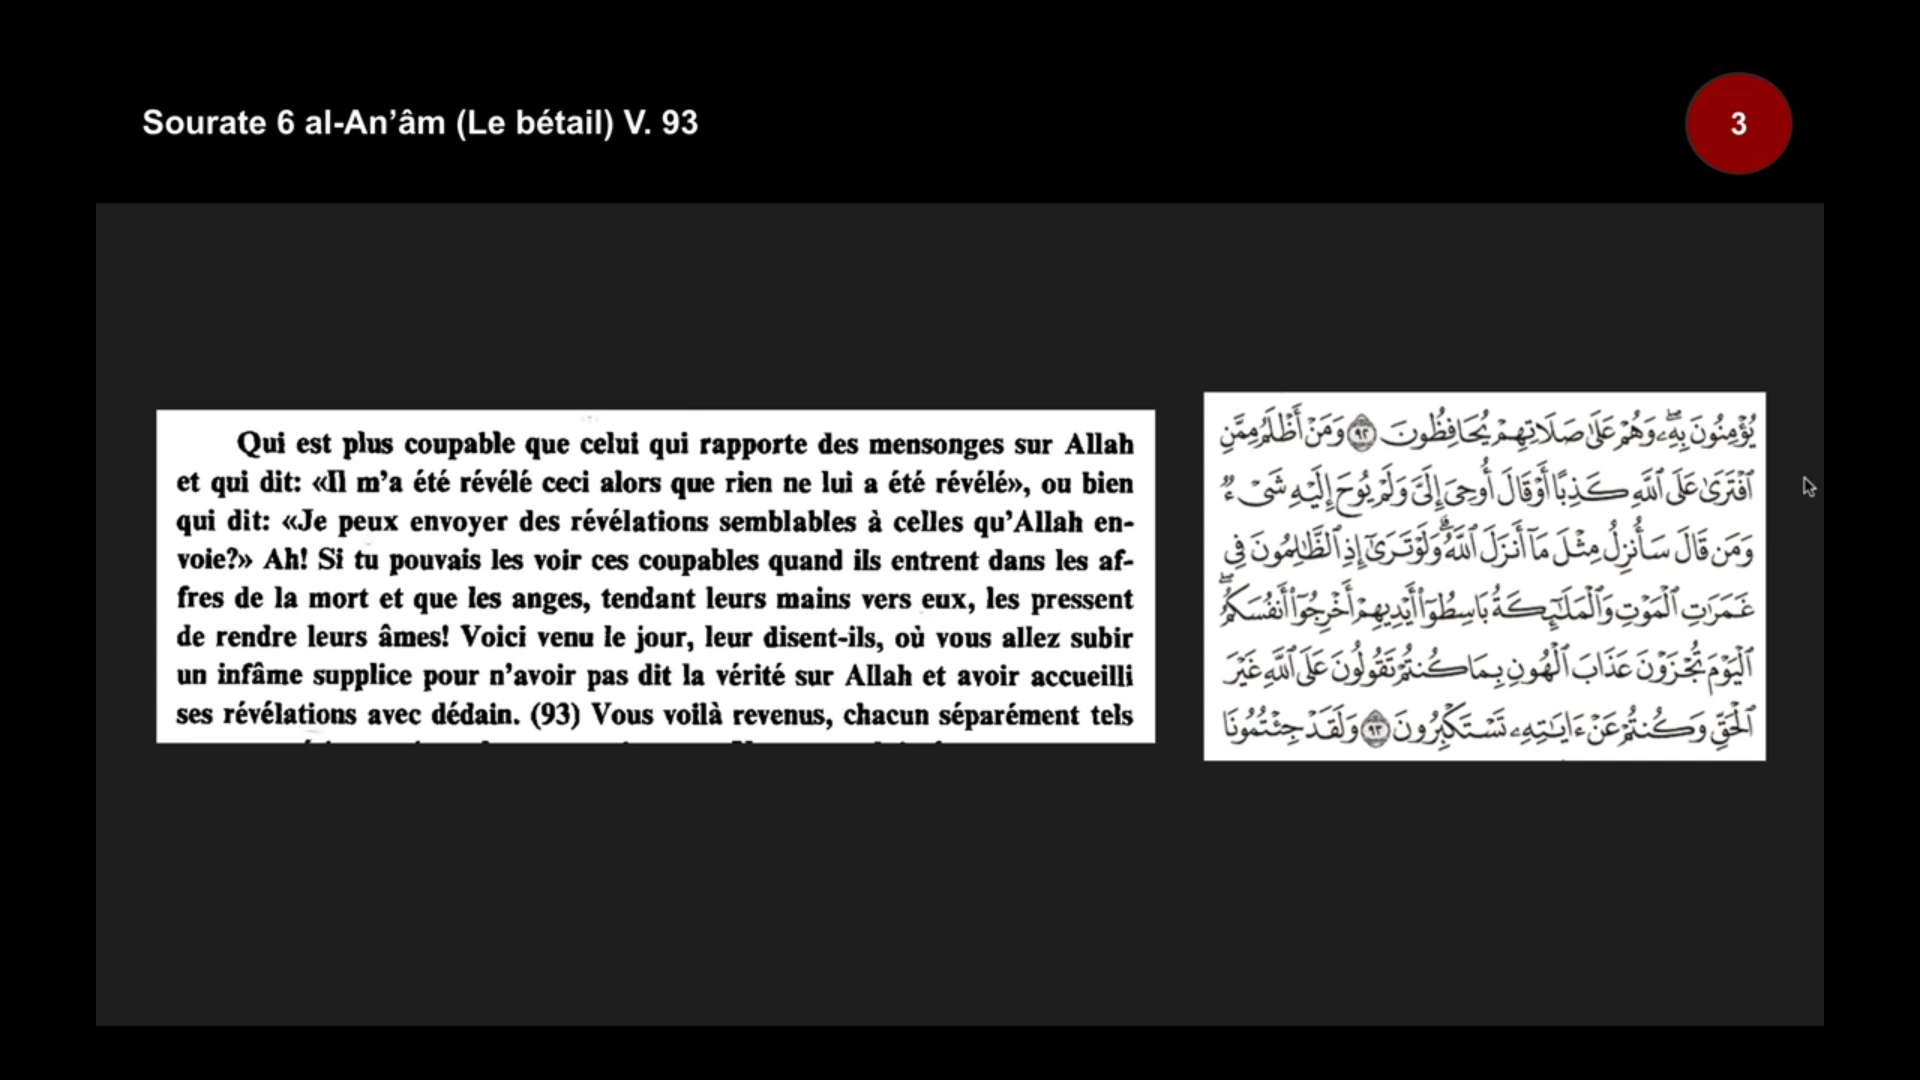 Sourate 6 al-An’âm (Le bétail) V. 93
3
Qui est plus coupable que celui qui rapporte des mensonges sur Allah
et qui dit: «Il m’a été révélé ceci alors que rien ne lui a été révélé», ou bien
qui dit: «Je peux envoyer des révélations semblables à celles qu’Allah en-
voie?» Ah! Si tu pouvais les voir ces coupables quand ils entrent dans les af-
fres de la mort et que les anges, tendant leurs mains vers eux, les pressent
de rendre leurs âmes! Voici venu le jour, leur disent-ils, où vous allez subir
un infâme supplice pour n’avoir pas dit la vérité sur Allah et avoir accueilli
ses révélations avec dédain. (93) Vous voilà revenus, chacun séparément tels
يُؤْمِنُونَ بِهِۦۖ وَهُمْ عَلَىٰ صَلَاتِهِمْ يُحَافِظُونَ ٩٢ وَمَنْ أَظْلَمُ مِمَّنِ
ٱفْتَرَىٰ عَلَى ٱللَّهِ كَذِبًا أَوْ قَالَ أُوحِىَ إِلَىَّ وَلَمْ يُوحَ إِلَيْهِ شَىْءٌ
وَمَن قَالَ سَأُنزِلُ مِثْلَ مَآ أَنزَلَ ٱللَّهُۗ وَلَوْ تَرَىٰٓ إِذِ ٱلظَّٰلِمُونَ فِى
غَمَرَٰتِ ٱلْمَوْتِ وَٱلْمَلَٰٓئِكَةُ بَاسِطُوٓا۟ أَيْدِيهِمْ أَخْرِجُوٓا۟ أَنفُسَكُمُۖ
ٱلْيَوْمَ تُجْزَوْنَ عَذَابَ ٱلْهُونِ بِمَا كُنتُمْ تَقُولُونَ عَلَى ٱللَّهِ غَيْرَ
ٱلْحَقِّ وَكُنتُمْ عَنْ ءَايَٰتِهِۦ تَسْتَكْبِرُونَ ٩٣ وَلَقَدْ جِئْتُمُونَا